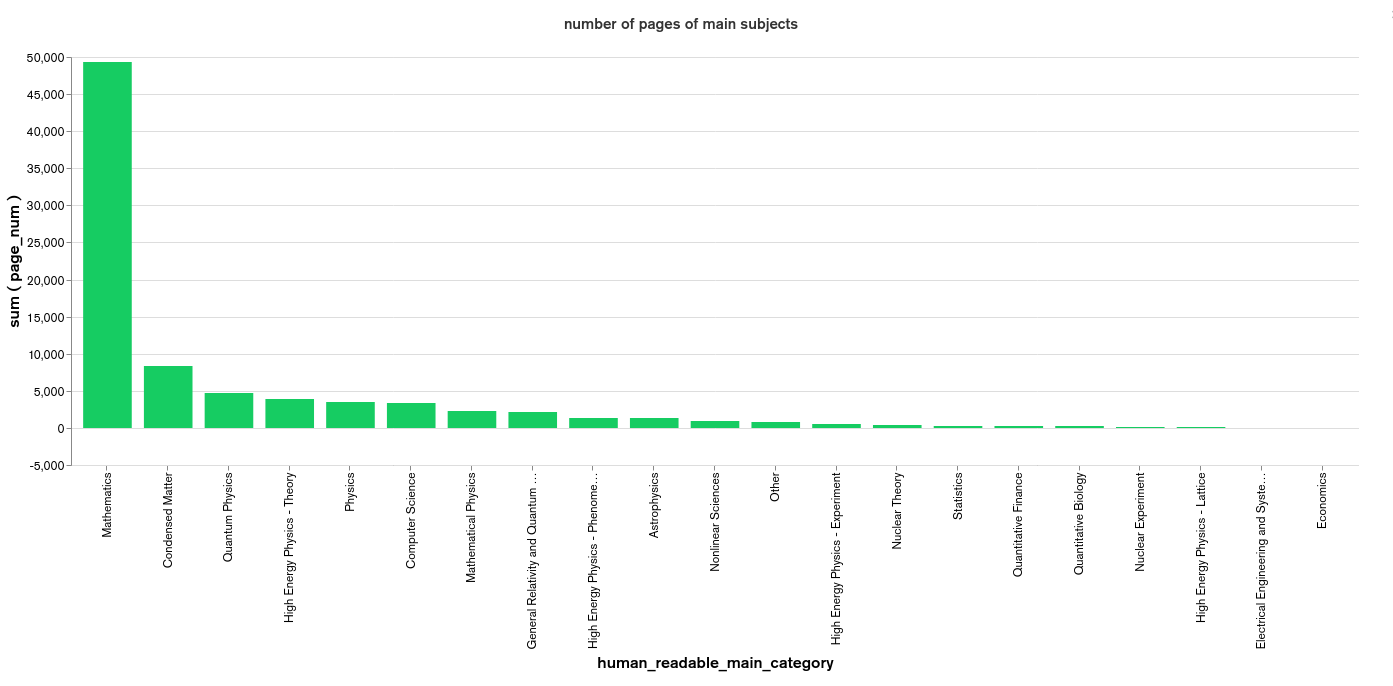 number of pages of main subjects
sum ( page_num )
50,000
45,000
40,000
35,000
30,000
25,000
20,000
15,000
10,000
5,000
0
-5,000
Mathematics
Condensed Matter
Quantum Physics
High Energy Physics - Theory
Physics
Computer Science
Mathematical Physics
General Relativity and Quantum ...
High Energy Physics - Phenome...
Astrophysics
Nonlinear Sciences
Other
High Energy Physics - Experiment
Nuclear Theory
Statistics
Quantitative Finance
Quantitative Biology
Nuclear Experiment
High Energy Physics - Lattice
Electrical Engineering and Syste...
Economics
human_readable_main_category